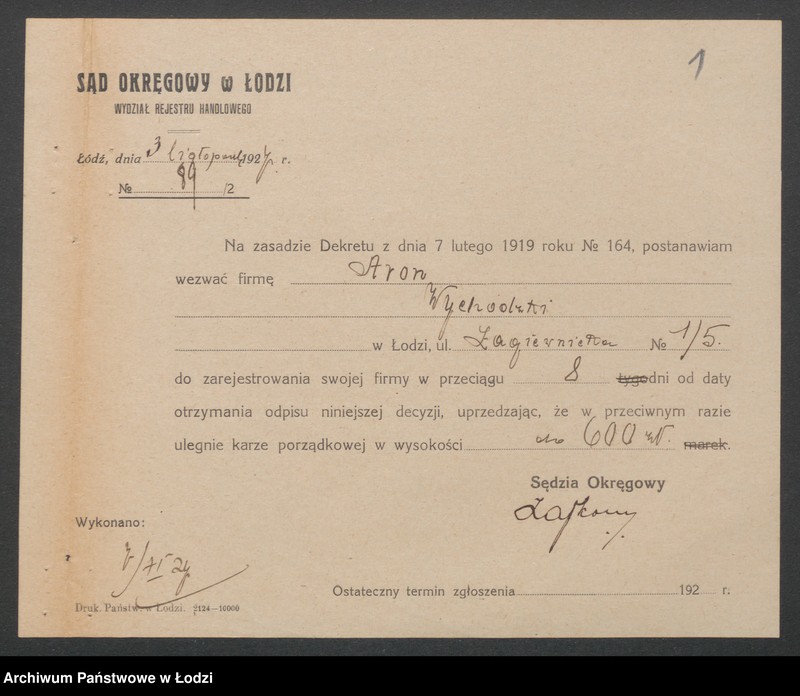 1
SĄD OKRĘGOWY w ŁODZI
WYDZIAŁ REJESTRU HANDLOWEGO
Łódź, dnia 3 listopada 1924 r.
№ 89/2
Na zasadzie Dekretu z dnia 7 lutego 1919 roku № 164, postanawiam
wezwać firmę Aron
Wychodzki
w Łodzi, ul. Łagiewnicka № 1/5.
do zarejestrowania swojej firmy w przeciągu 8 tygodni od daty
otrzymania odpisu niniejszej decyzji, uprzedzając, że w przeciwnym razie
ulegnie karze porządkowej w wysokości do 600 zł. marek.
Sędzia Okręgowy
Wykonano:
Ostateczny termin zgłoszenia 192 r.
Druk. Państw. w Łodzi. 2124—10000
Archiwum Państwowe w Łodzi